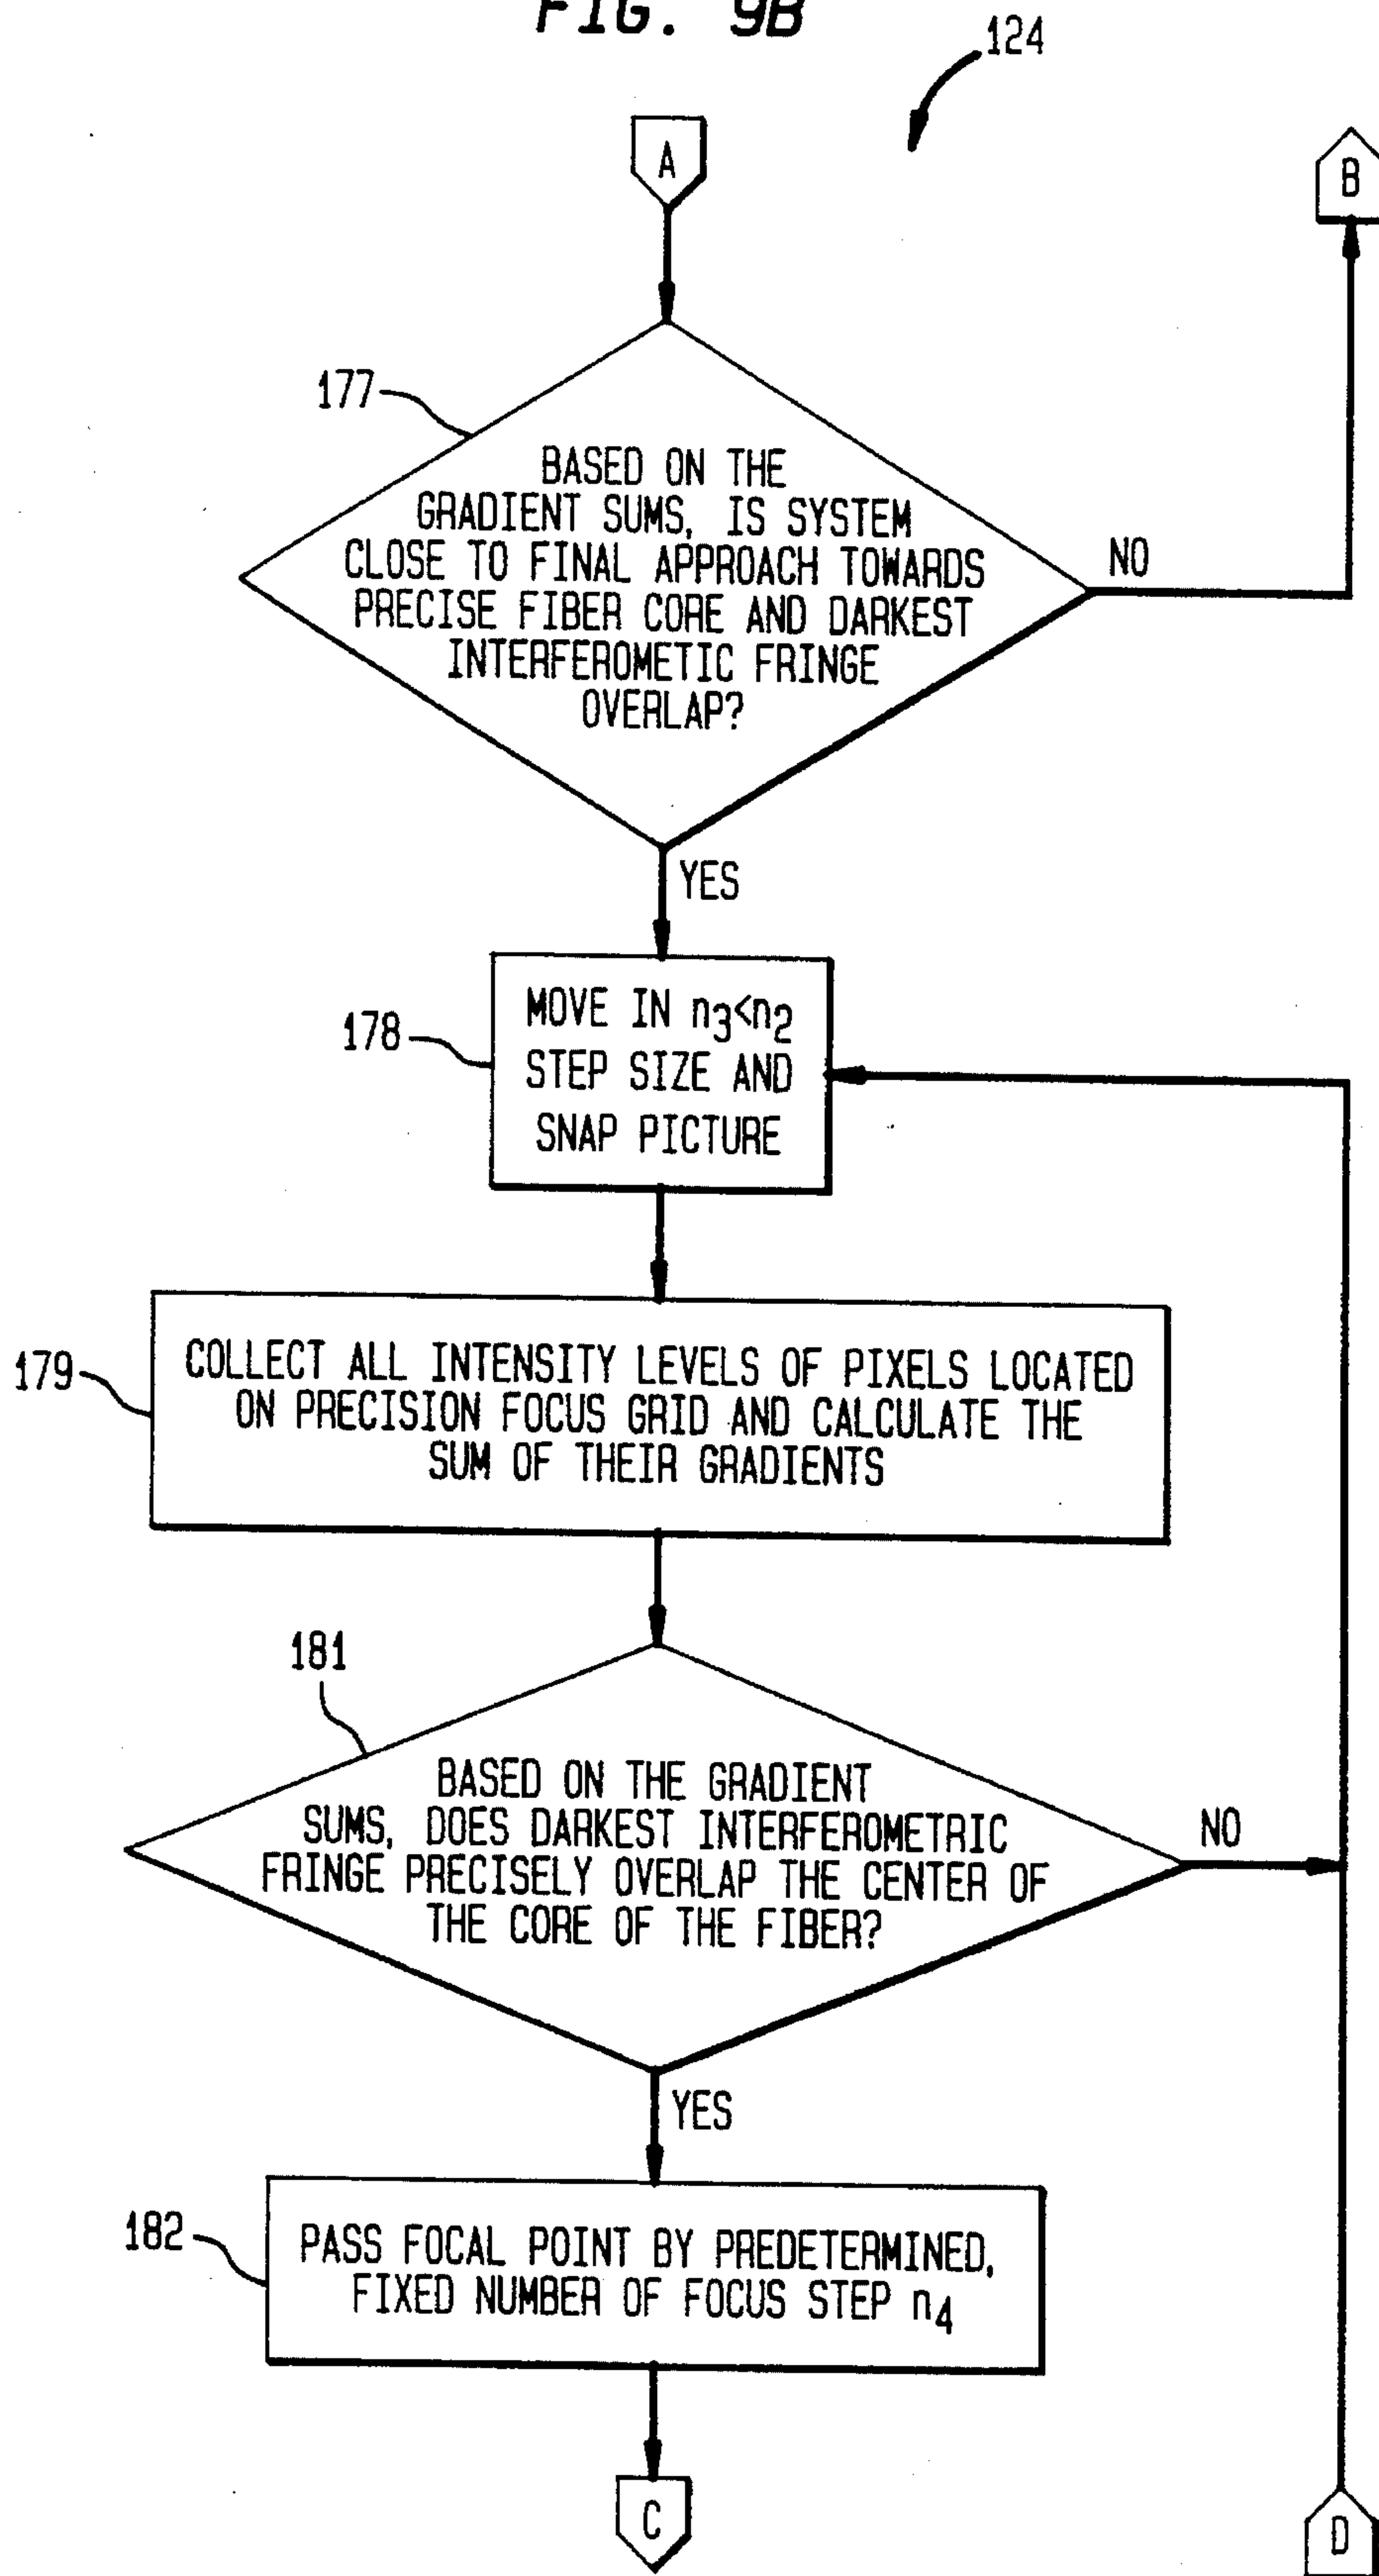 FIG. 9B
124
A
B
177
BASED ON THE
GRADIENT SUMS, IS SYSTEM
CLOSE TO FINAL APPROACH TOWARDS
PRECISE FIBER CORE AND DARKEST
INTERFEROMETIC FRINGE
OVERLAP?
NO
YES
178
MOVE IN n₃<n₂
STEP SIZE AND
SNAP PICTURE
179
COLLECT ALL INTENSITY LEVELS OF PIXELS LOCATED
ON PRECISION FOCUS GRID AND CALCULATE THE
SUM OF THEIR GRADIENTS
181
BASED ON THE GRADIENT
SUMS, DOES DARKEST INTERFEROMETRIC
FRINGE PRECISELY OVERLAP THE CENTER OF
THE CORE OF THE FIBER?
NO
YES
182
PASS FOCAL POINT BY PREDETERMINED,
FIXED NUMBER OF FOCUS STEP n₄
C
D